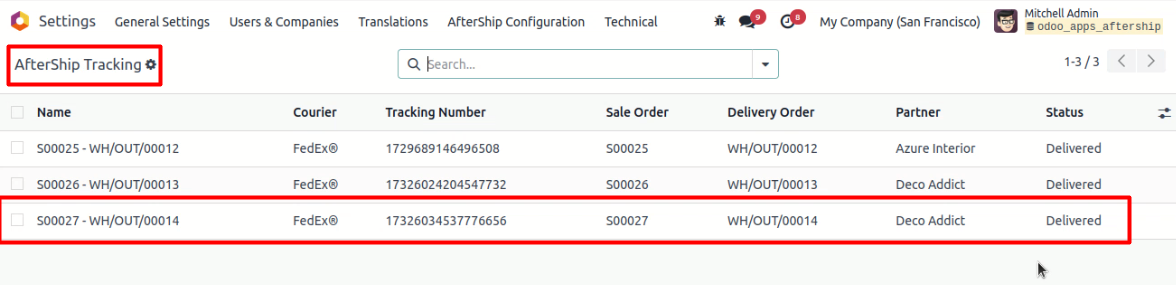 Settings General Settings Users & Companies Translations AfterShip Configuration Technical 9 8 My Company (San Francisco) Mitchell Admin
odoo_apps_aftership
AfterShip Tracking Search... 1-3 / 3
Name Courier Tracking Number Sale Order Delivery Order Partner Status
S00025 - WH/OUT/00012 FedEx® 1729689146496508 S00025 WH/OUT/00012 Azure Interior Delivered
S00026 - WH/OUT/00013 FedEx® 17326024204547732 S00026 WH/OUT/00013 Deco Addict Delivered
S00027 - WH/OUT/00014 FedEx® 17326034537776656 S00027 WH/OUT/00014 Deco Addict Delivered